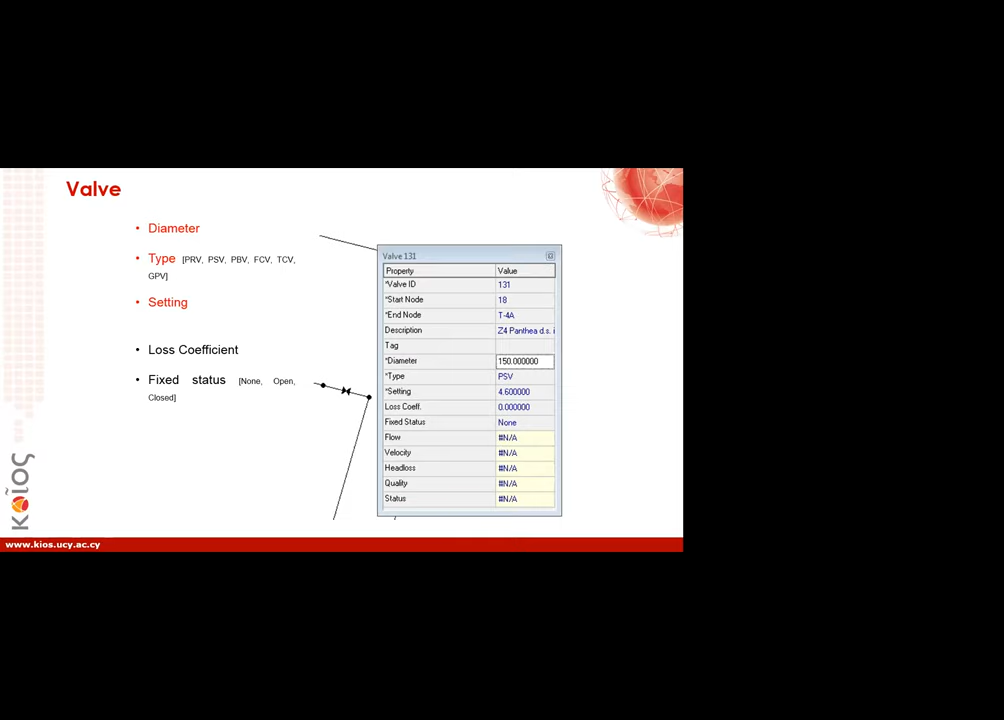 Valve
• Diameter
• Type [PRV, PSV, PBV, FCV, TCV,
GPV]
• Setting
• Loss Coefficient
• Fixed status [None, Open,
Closed]
Valve 131
Property Value
*Valve ID 131
*Start Node 18
*End Node T-4A
Description Z4 Panthea d.s. i
Tag
*Diameter 150.000000
*Type PSV
*Setting 4.600000
Loss Coeff. 0.000000
Fixed Status None
Flow #N/A
Velocity #N/A
Headloss #N/A
Quality #N/A
Status #N/A
κοῖος
www.kios.ucy.ac.cy